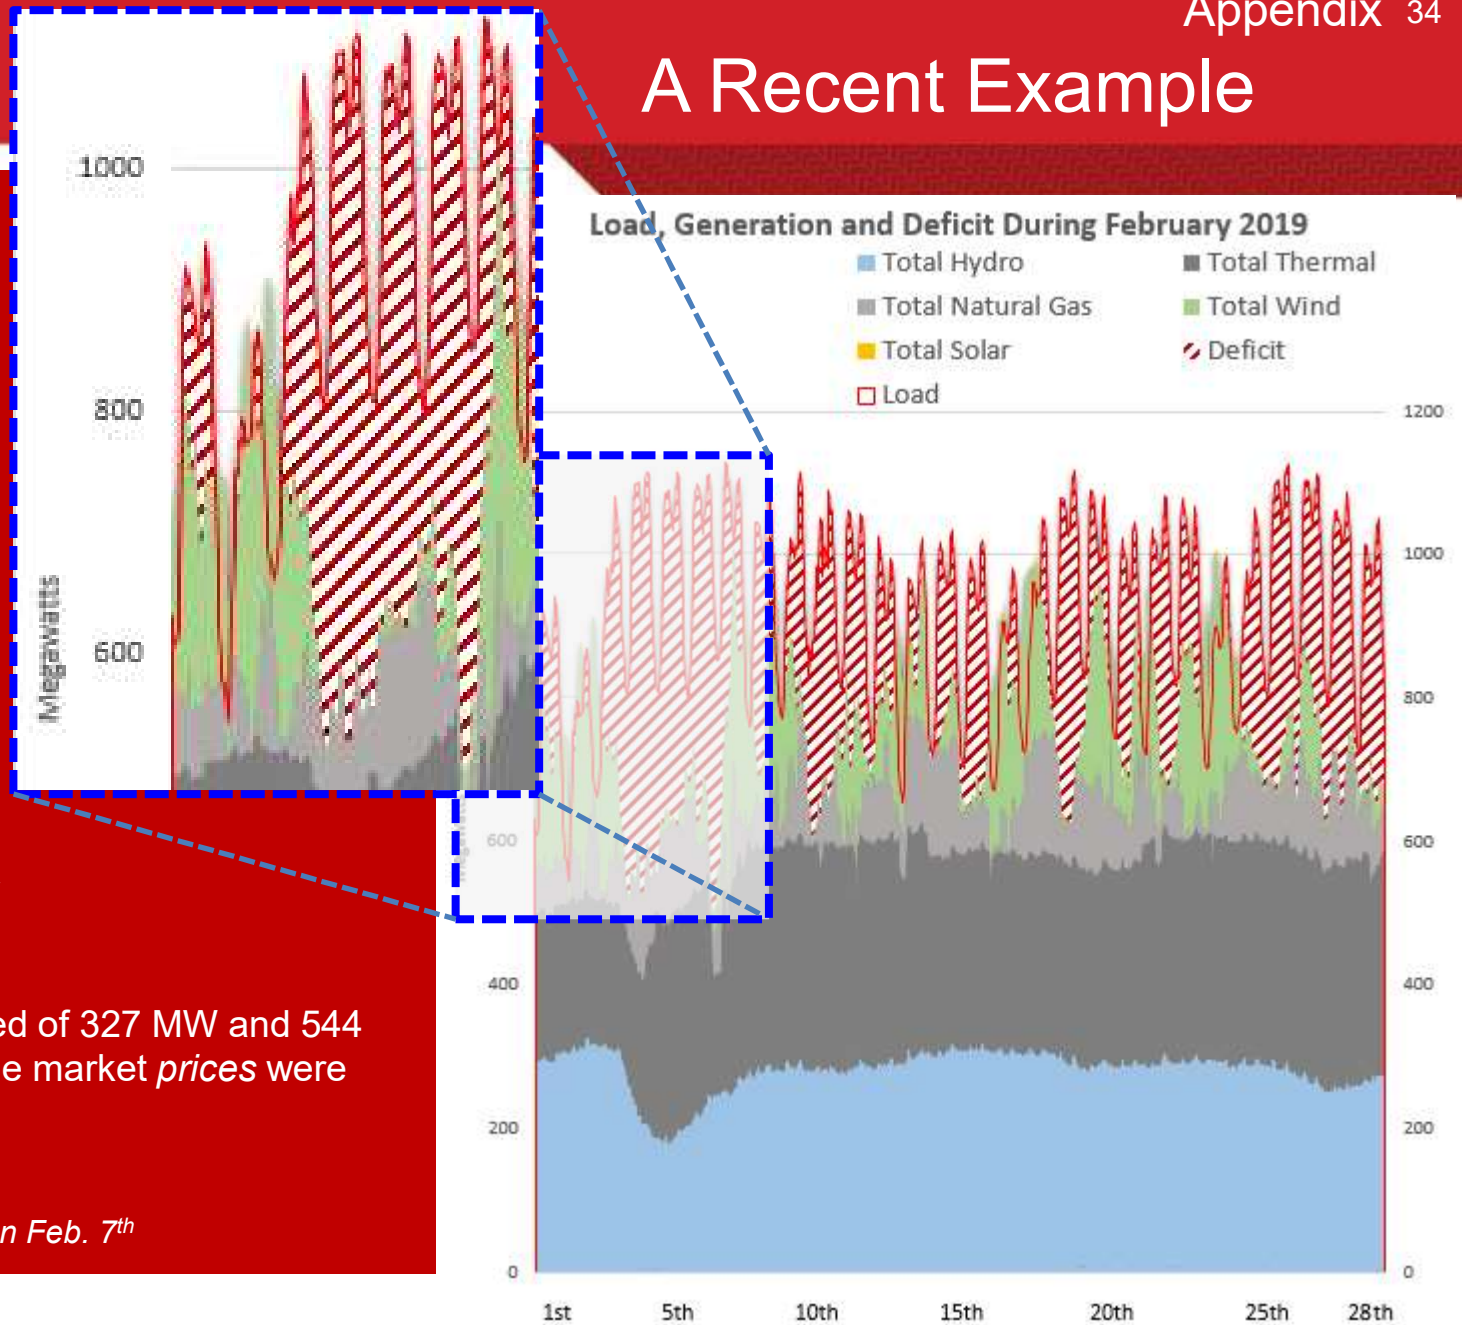 Appendix 34
A Recent Example
1000
800
600
Megawatts
Load, Generation and Deficit During February 2019
Total Hydro
Total Thermal
Total Natural Gas
Total Wind
Total Solar
Deficit
Load
1200
1000
800
600
400
200
0
600
400
200
0
1st 5th 10th 15th 20th 25th 28th
ed of 327 MW and 544
e market prices were
n Feb. 7th